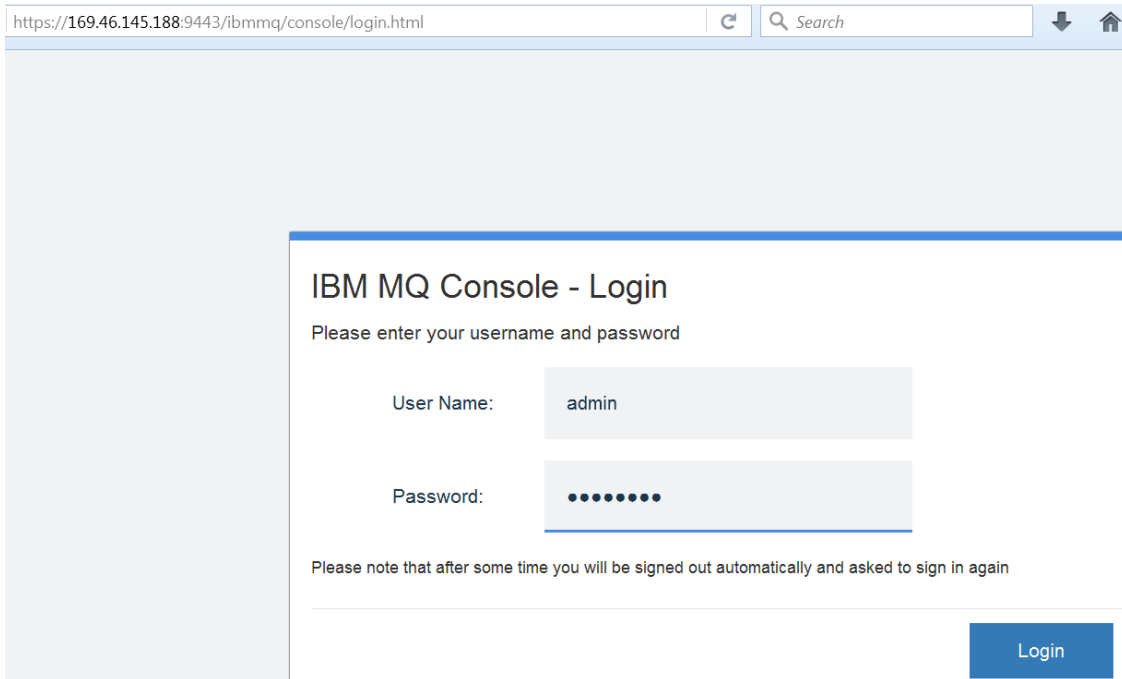 https://169.46.145.188:9443/ibmmq/console/login.html Search
IBM MQ Console - Login
Please enter your username and password
User Name: admin
Password: ●●●●●●●●
Please note that after some time you will be signed out automatically and asked to sign in again
Login